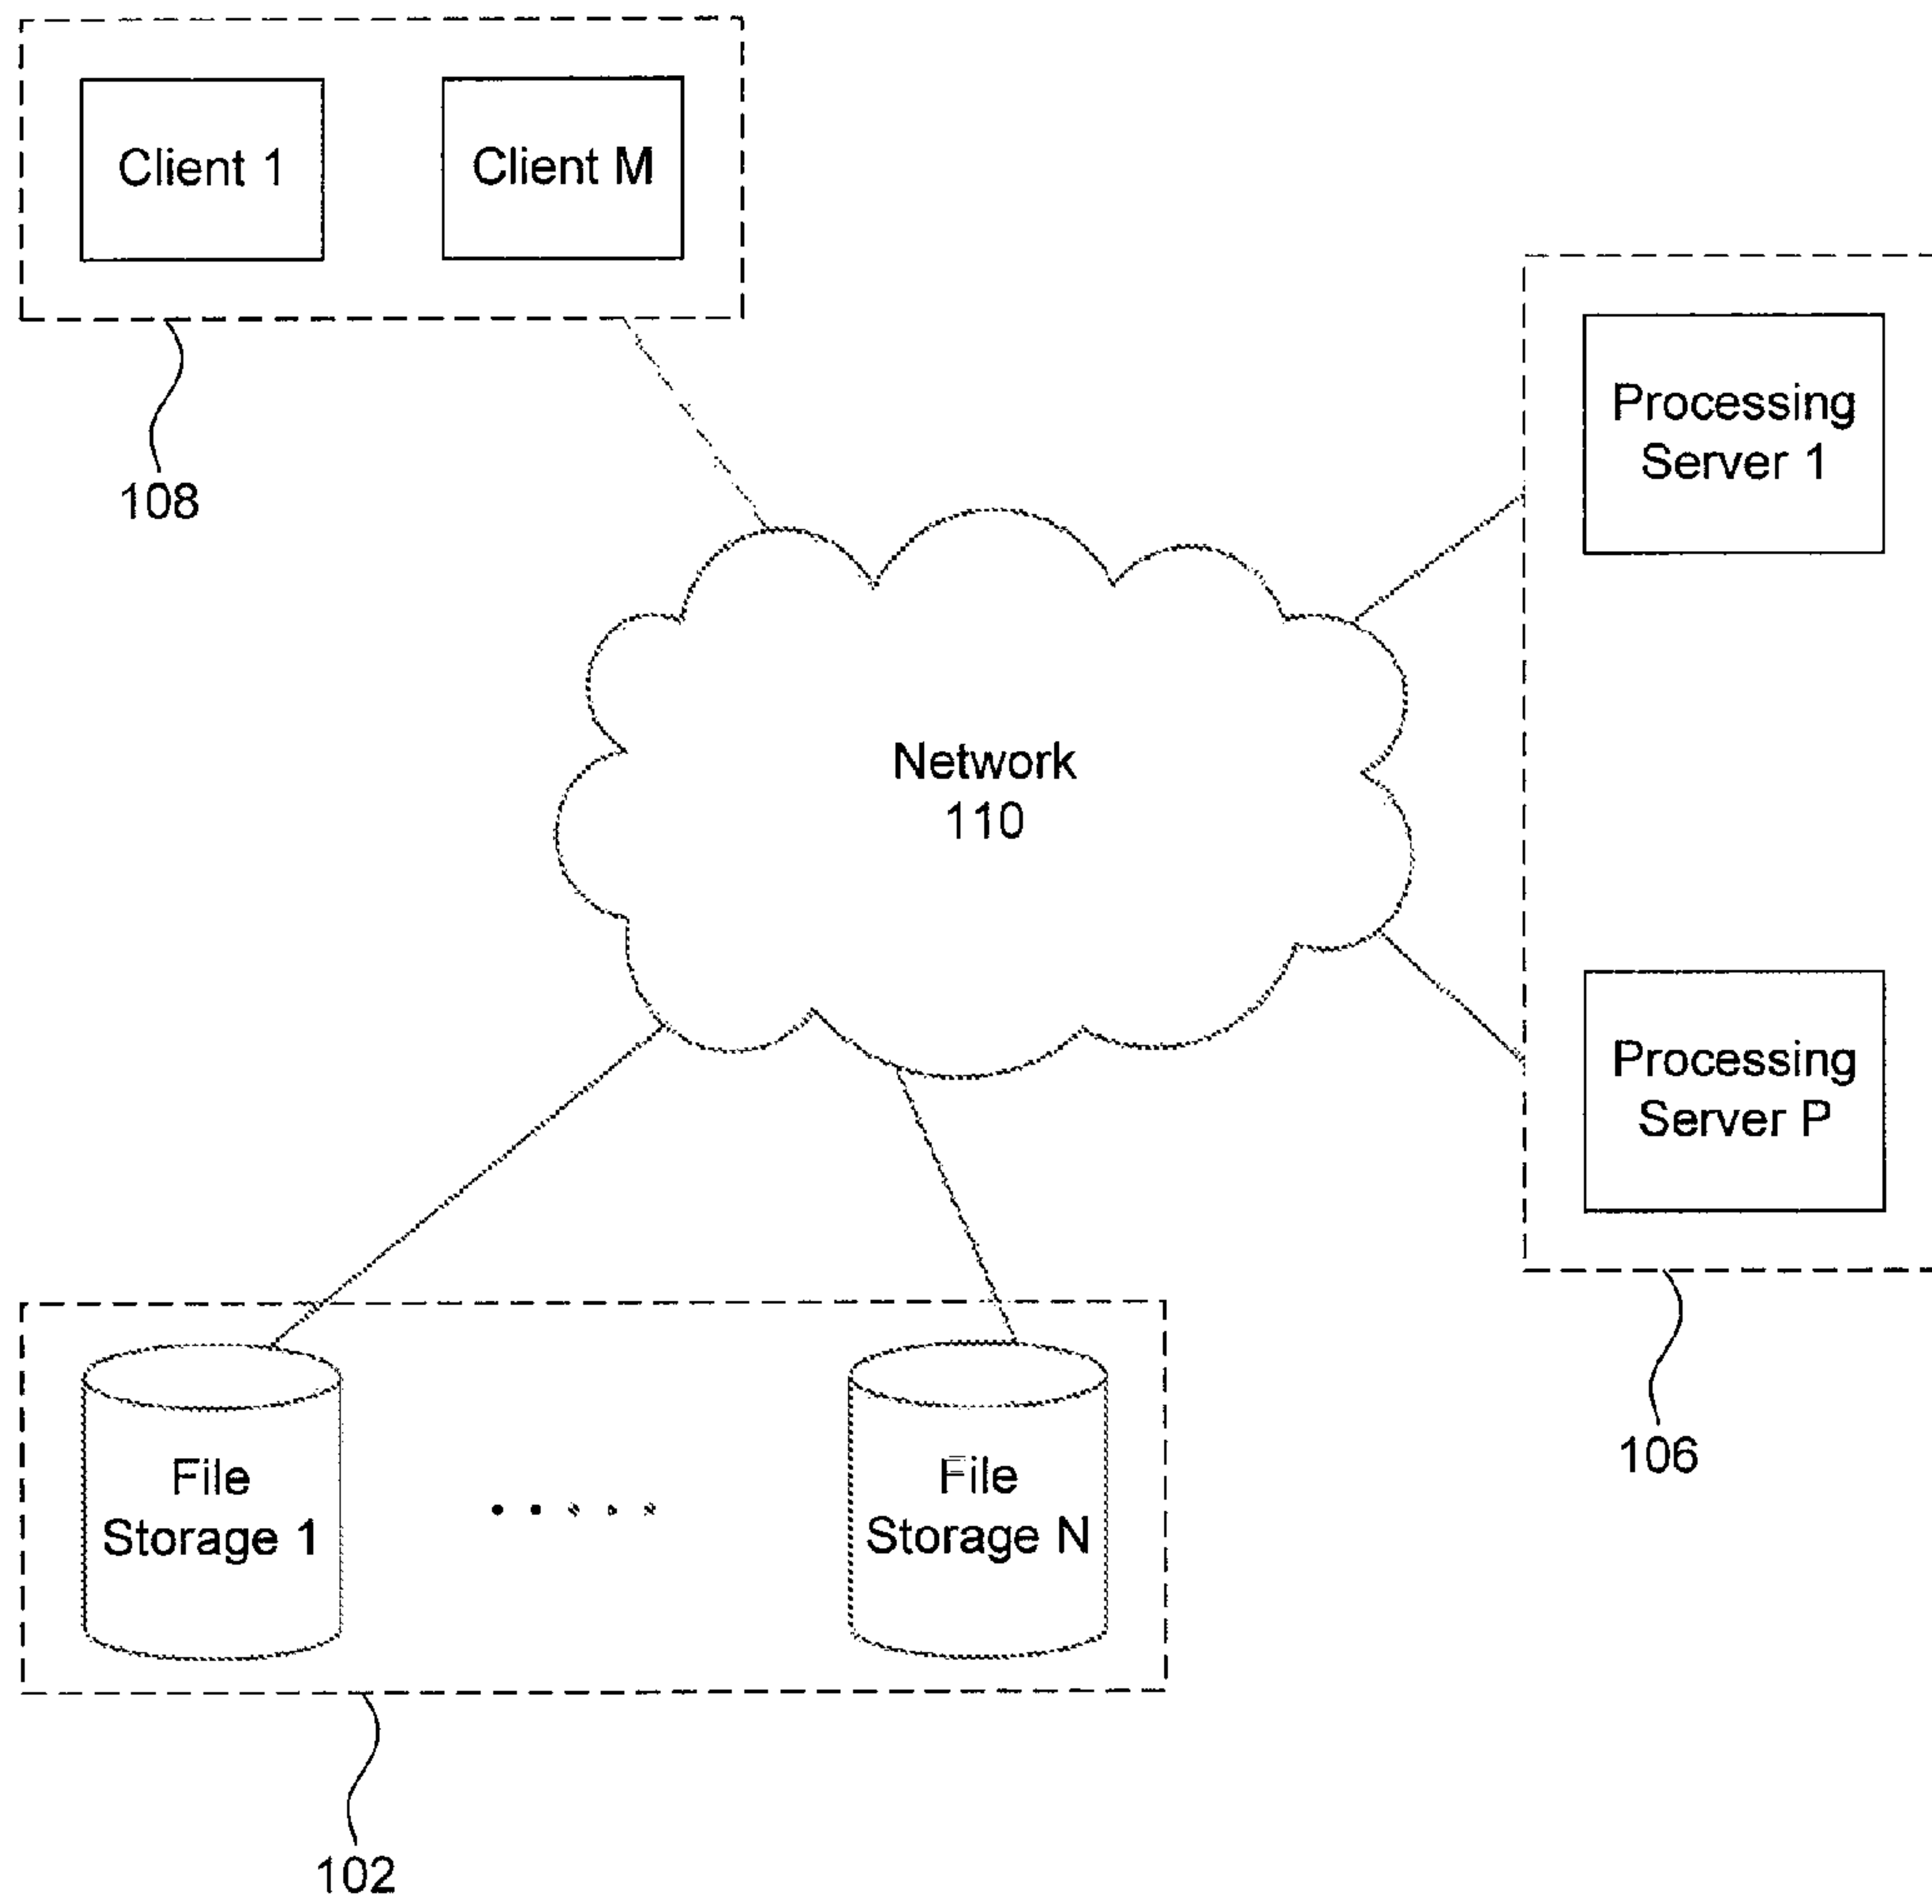 Client 1
Client M
108
Processing
Server 1
Network
110
Processing
Server P
106
File
Storage 1
File
Storage N
102